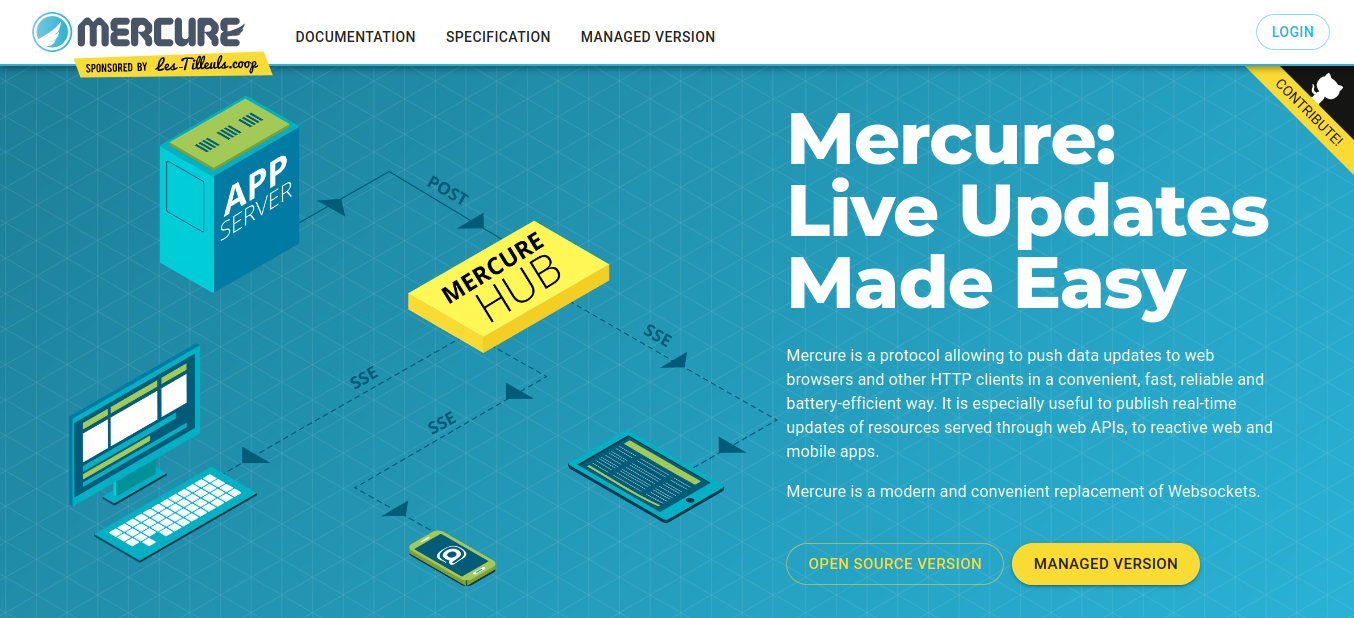 MERCURE
SPONSORED BY Les-Tilleuls.coop
DOCUMENTATION
SPECIFICATION
MANAGED VERSION
LOGIN
CONTRIBUTE!
APP
SERVER
POST
MERCURE
HUB
SSE
SSE
SSE
Mercure:
Live Updates
Made Easy
Mercure is a protocol allowing to push data updates to web
browsers and other HTTP clients in a convenient, fast, reliable and
battery-efficient way. It is especially useful to publish real-time
updates of resources served through web APIs, to reactive web and
mobile apps.
Mercure is a modern and convenient replacement of Websockets.
OPEN SOURCE VERSION
MANAGED VERSION